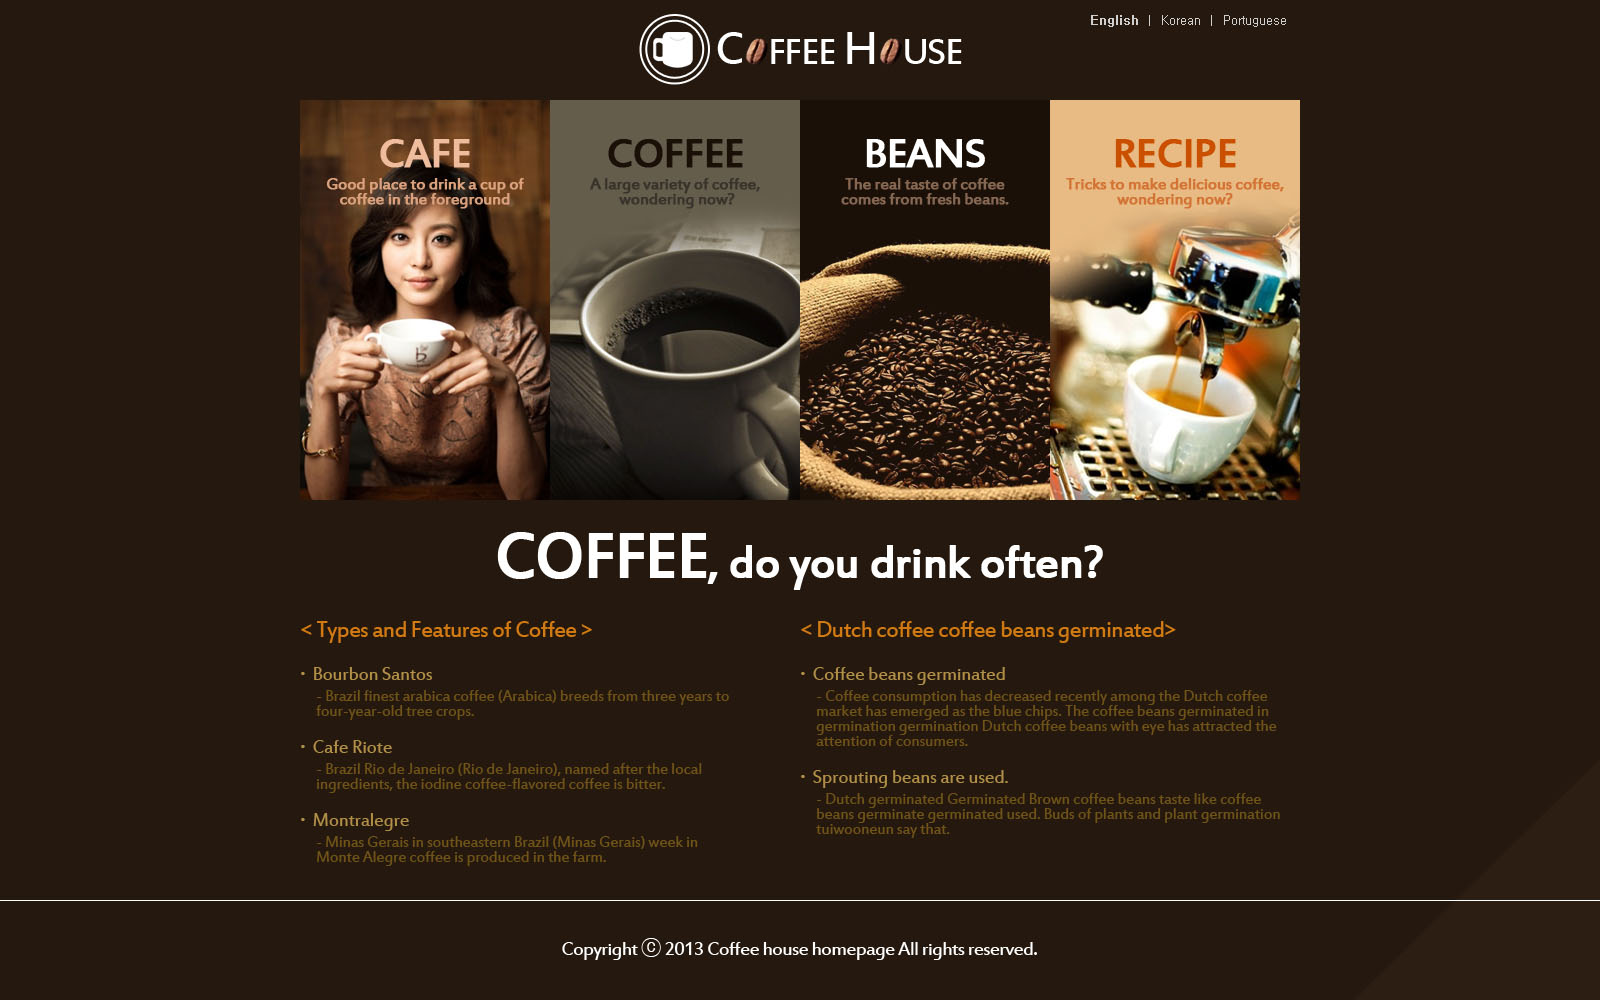 English | Korean | Portuguese
COFFEE HOUSE
CAFE
Good place to drink a cup of
coffee in the foreground
COFFEE
A large variety of coffee,
wondering now?
BEANS
The real taste of coffee
comes from fresh beans.
RECIPE
Tricks to make delicious coffee,
wondering now?
b
COFFEE, do you drink often?
< Types and Features of Coffee >
· Bourbon Santos
- Brazil finest arabica coffee (Arabica) breeds from three years to
four-year-old tree crops.
· Cafe Riote
- Brazil Rio de Janeiro (Rio de Janeiro), named after the local
ingredients, the iodine coffee-flavored coffee is bitter.
· Montralegre
- Minas Gerais in southeastern Brazil (Minas Gerais) week in
Monte Alegre coffee is produced in the farm.
< Dutch coffee coffee beans germinated>
· Coffee beans germinated
- Coffee consumption has decreased recently among the Dutch coffee
market has emerged as the blue chips. The coffee beans germinated in
germination germination Dutch coffee beans with eye has attracted the
attention of consumers.
· Sprouting beans are used.
- Dutch germinated Germinated Brown coffee beans taste like coffee
beans germinate germinated used. Buds of plants and plant germination
tuiwooneun say that.
Copyright ⓒ 2013 Coffee house homepage All rights reserved.